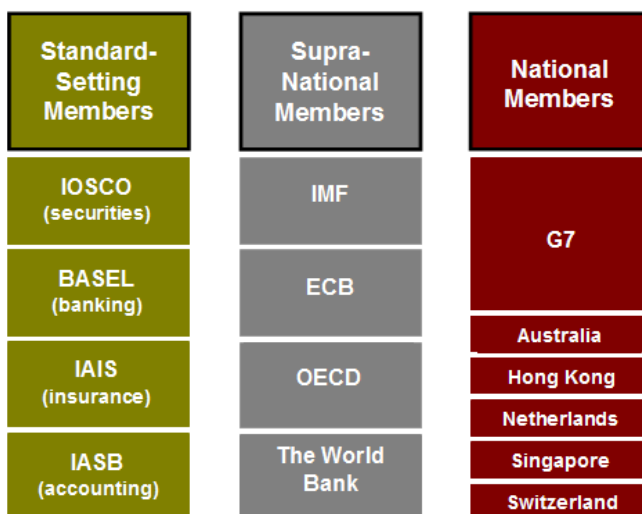 Standard-
Setting
Members
IOSCO
(securities)
BASEL
(banking)
IAIS
(insurance)
IASB
(accounting)
Supra-
National
Members
IMF
ECB
OECD
The World
Bank
National
Members
G7
Australia
Hong Kong
Netherlands
Singapore
Switzerland